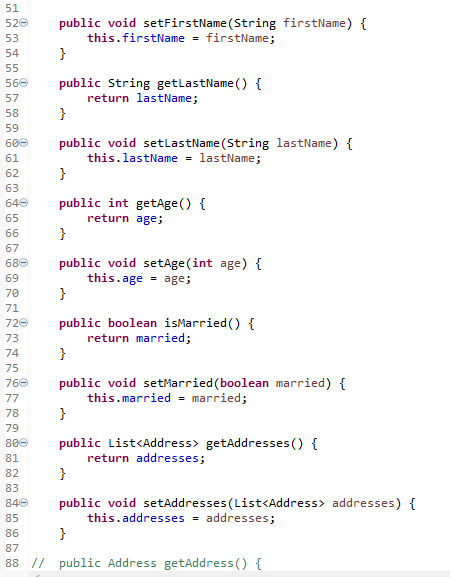 51
52 public void setFirstName(String firstName) {
53 this.firstName = firstName;
54 }
55
56 public String getLastName() {
57 return lastName;
58 }
59
60 public void setLastName(String lastName) {
61 this.lastName = lastName;
62 }
63
64 public int getAge() {
65 return age;
66 }
67
68 public void setAge(int age) {
69 this.age = age;
70 }
71
72 public boolean isMarried() {
73 return married;
74 }
75
76 public void setMarried(boolean married) {
77 this.married = married;
78 }
79
80 public List<Address> getAddresses() {
81 return addresses;
82 }
83
84 public void setAddresses(List<Address> addresses) {
85 this.addresses = addresses;
86 }
87
88 // public Address getAddress() {